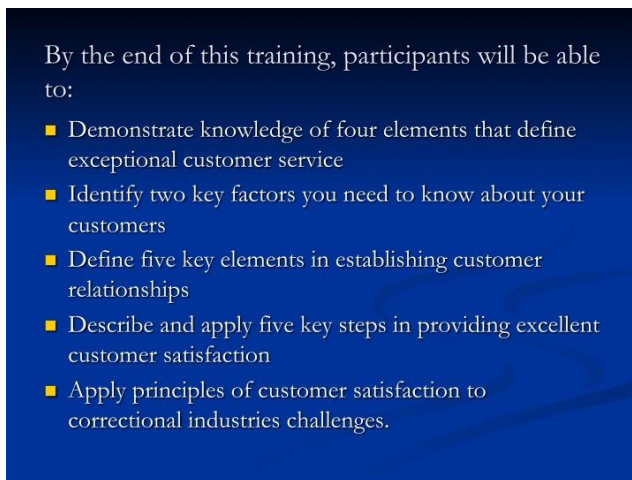 By the end of this training, participants will be able
to:
Demonstrate knowledge of four elements that define
exceptional customer service
Identify two key factors you need to know about your
customers
Define five key elements in establishing customer
relationships
Describe and apply five key steps in providing excellent
customer satisfaction
Apply principles of customer satisfaction to
correctional industries challenges.